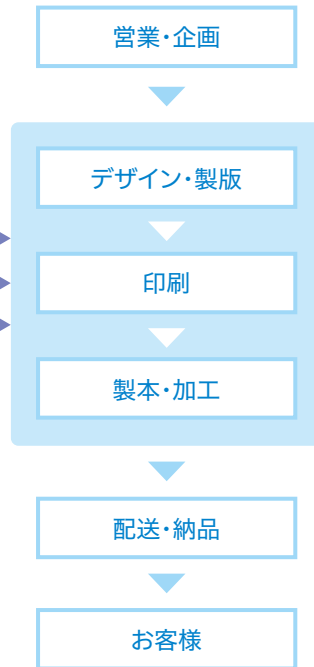 営業・企画
デザイン・製版
印刷
製本・加工
配送・納品
お客様